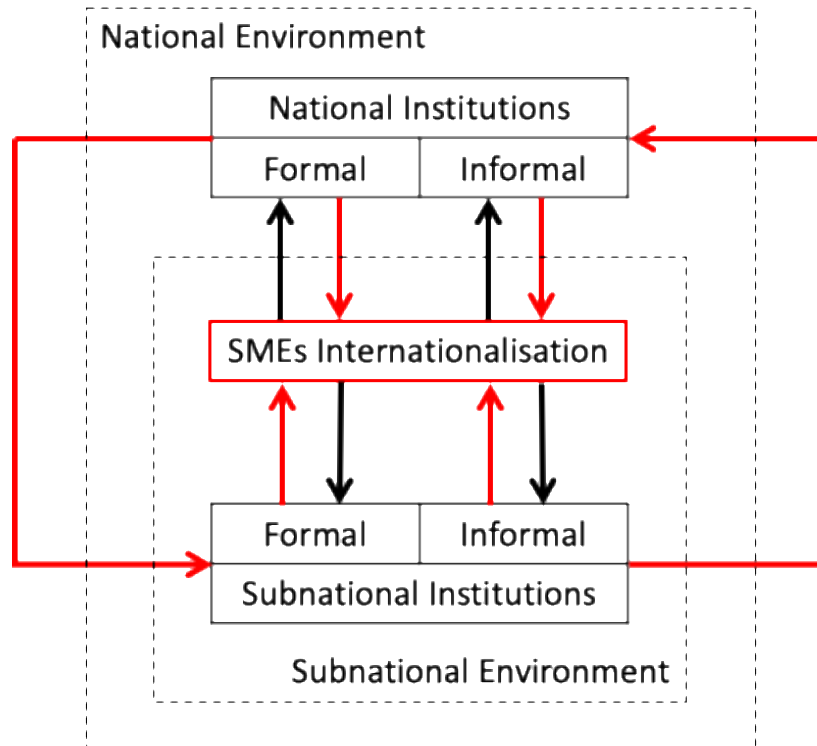 National Environment
National Institutions
Formal Informal
SMEs Internationalisation
Formal Informal
Subnational Institutions
Subnational Environment